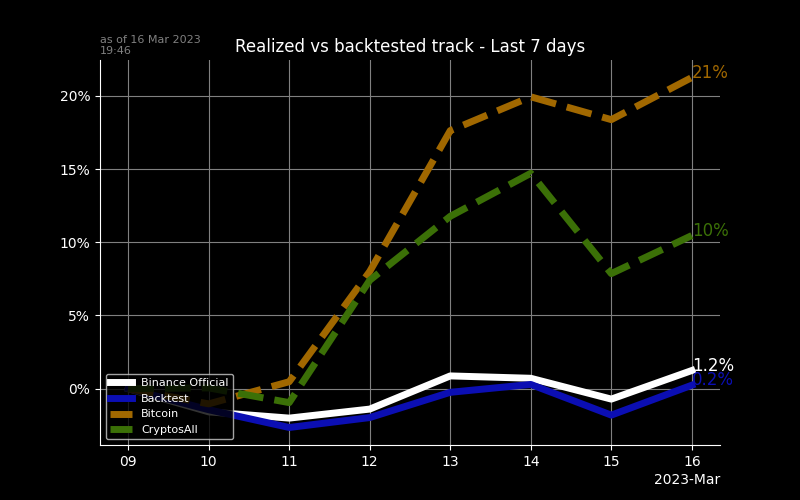 as of 16 Mar 2023
19:46
Realized vs backtested track - Last 7 days
21%
20%
15%
10%
10%
5%
1.2%
0.2%
0%
Binance Official
Backtest
Bitcoin
CryptosAll
09 10 11 12 13 14 15 16
2023-Mar